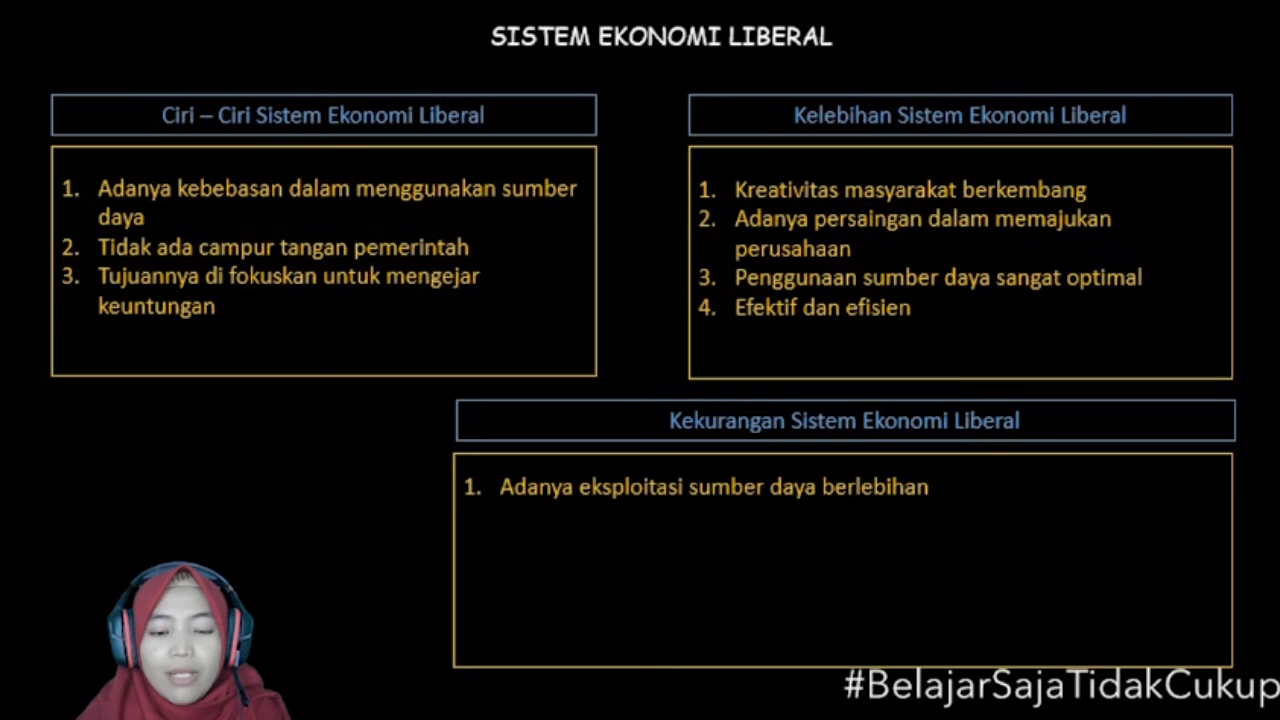 SISTEM EKONOMI LIBERAL
Ciri – Ciri Sistem Ekonomi Liberal
1. Adanya kebebasan dalam menggunakan sumber
daya
2. Tidak ada campur tangan pemerintah
3. Tujuannya di fokuskan untuk mengejar
keuntungan
Kelebihan Sistem Ekonomi Liberal
1. Kreativitas masyarakat berkembang
2. Adanya persaingan dalam memajukan
perusahaan
3. Penggunaan sumber daya sangat optimal
4. Efektif dan efisien
Kekurangan Sistem Ekonomi Liberal
1. Adanya eksploitasi sumber daya berlebihan
#BelajarSajaTidakCukup